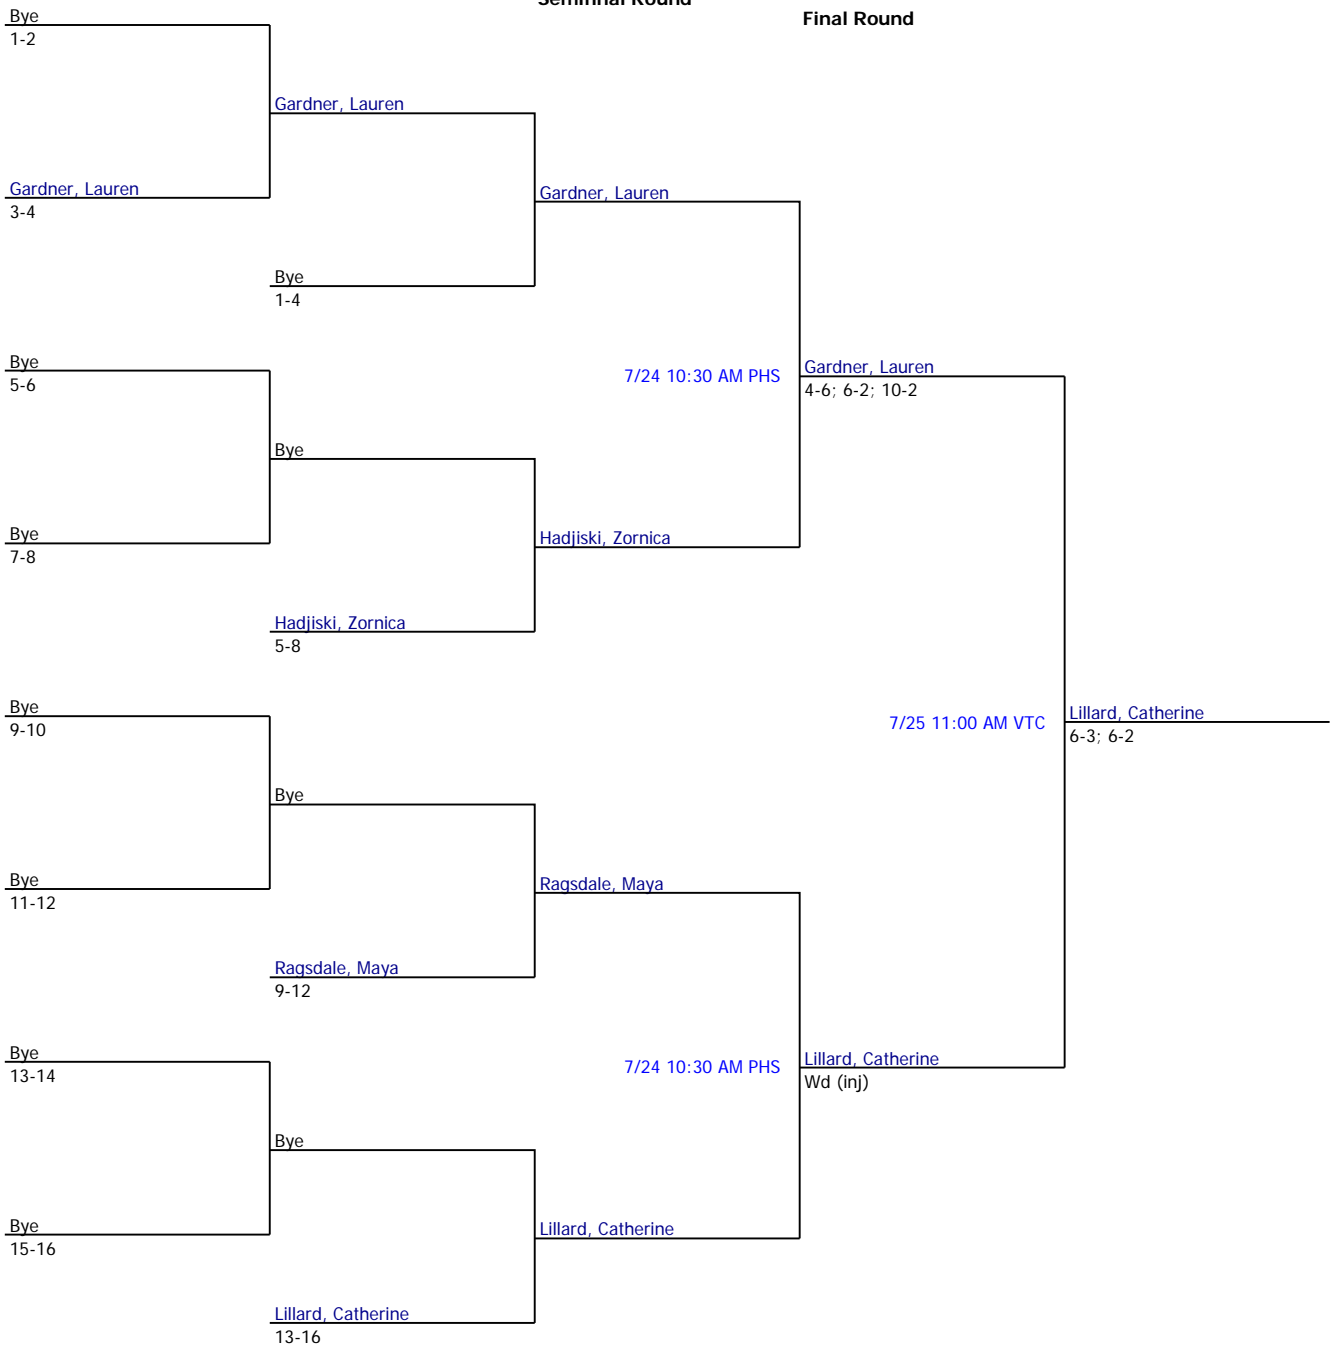 Semifinal Round
Final Round
Bye
1-2
Gardner, Lauren
Gardner, Lauren
3-4
Gardner, Lauren
Bye
1-4
Bye
5-6
7/24 10:30 AM PHS
Gardner, Lauren
4-6; 6-2; 10-2
Bye
Bye
7-8
Hadjiski, Zornica
Hadjiski, Zornica
5-8
Bye
9-10
7/25 11:00 AM VTC
Lillard, Catherine
6-3; 6-2
Bye
Bye
11-12
Ragsdale, Maya
Ragsdale, Maya
9-12
Bye
13-14
7/24 10:30 AM PHS
Lillard, Catherine
Wd (inj)
Bye
Bye
15-16
Lillard, Catherine
Lillard, Catherine
13-16